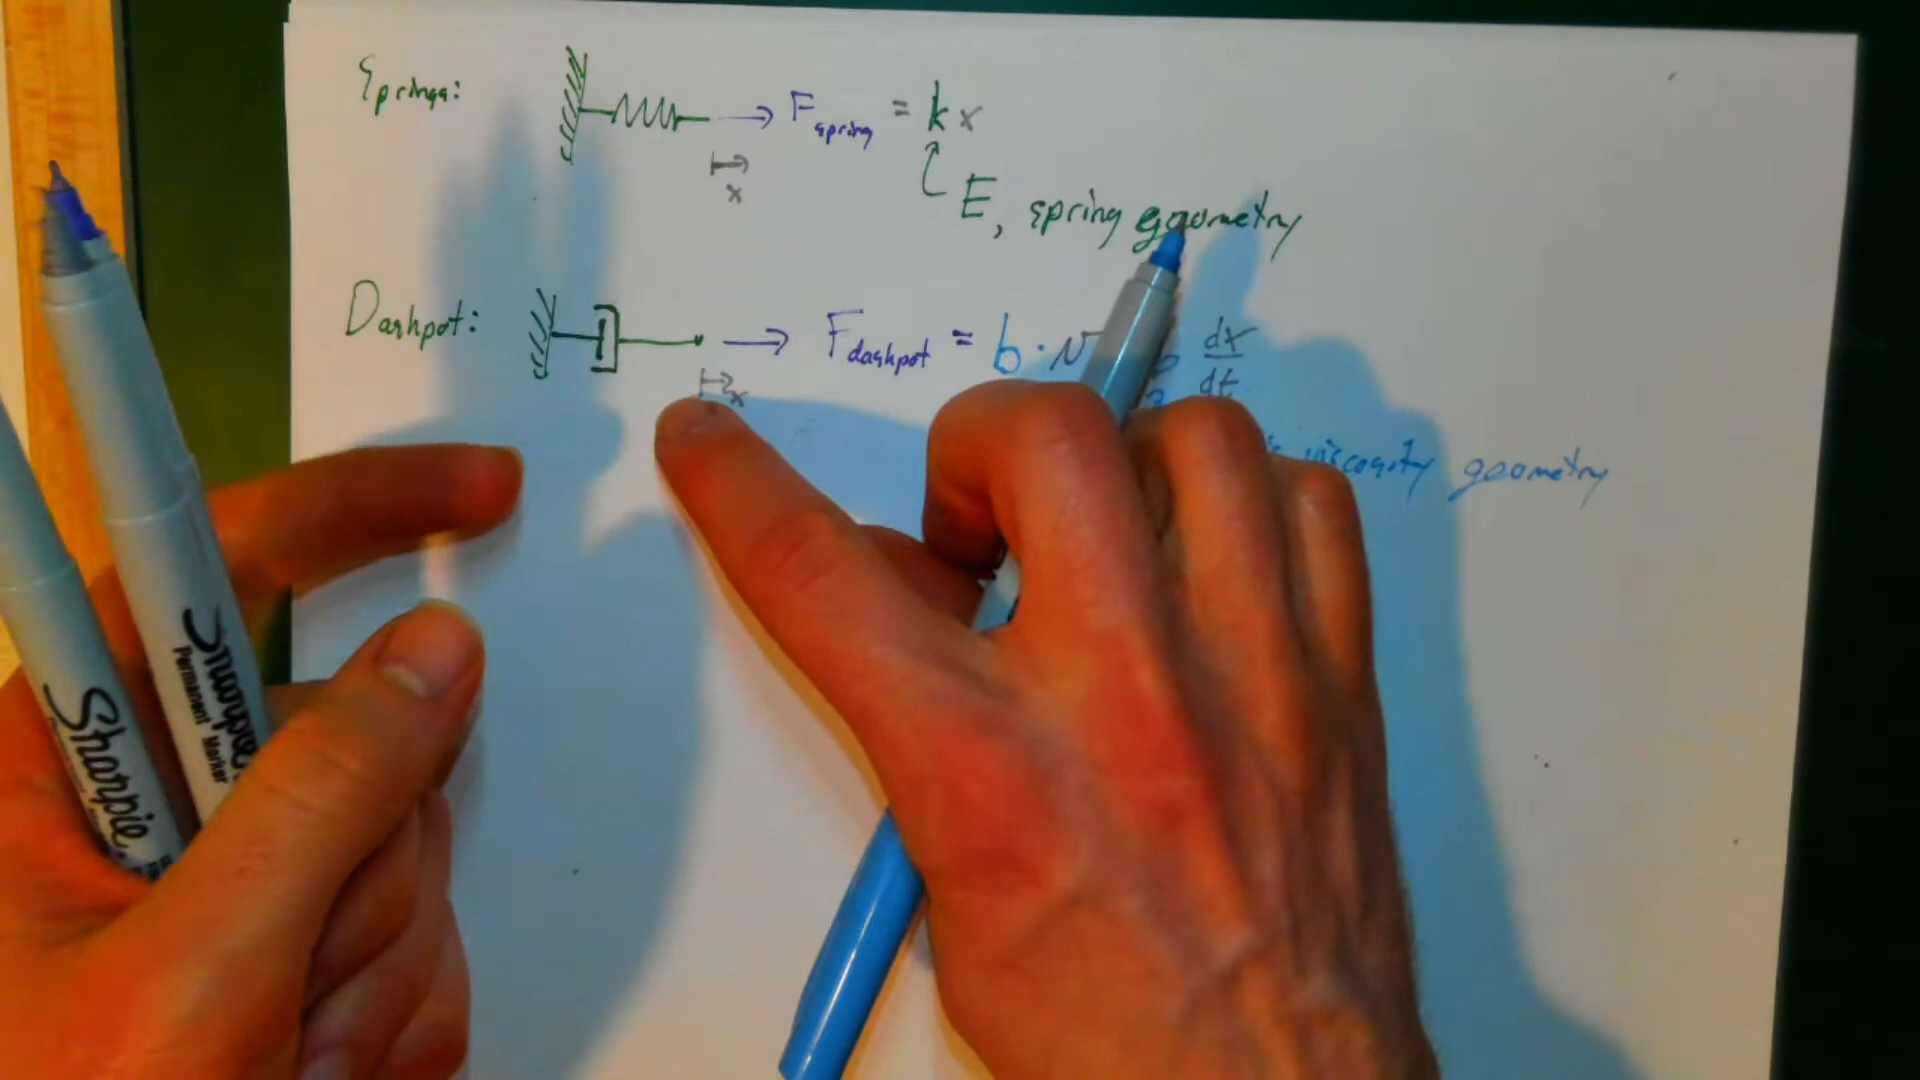 Springs:
F spring = k x
x
E, spring geometry
Dashpot:
F dashpot = b · v
dx
dt
x
viscosity geometry
Sharpie
Permanent Marker
Sharpie